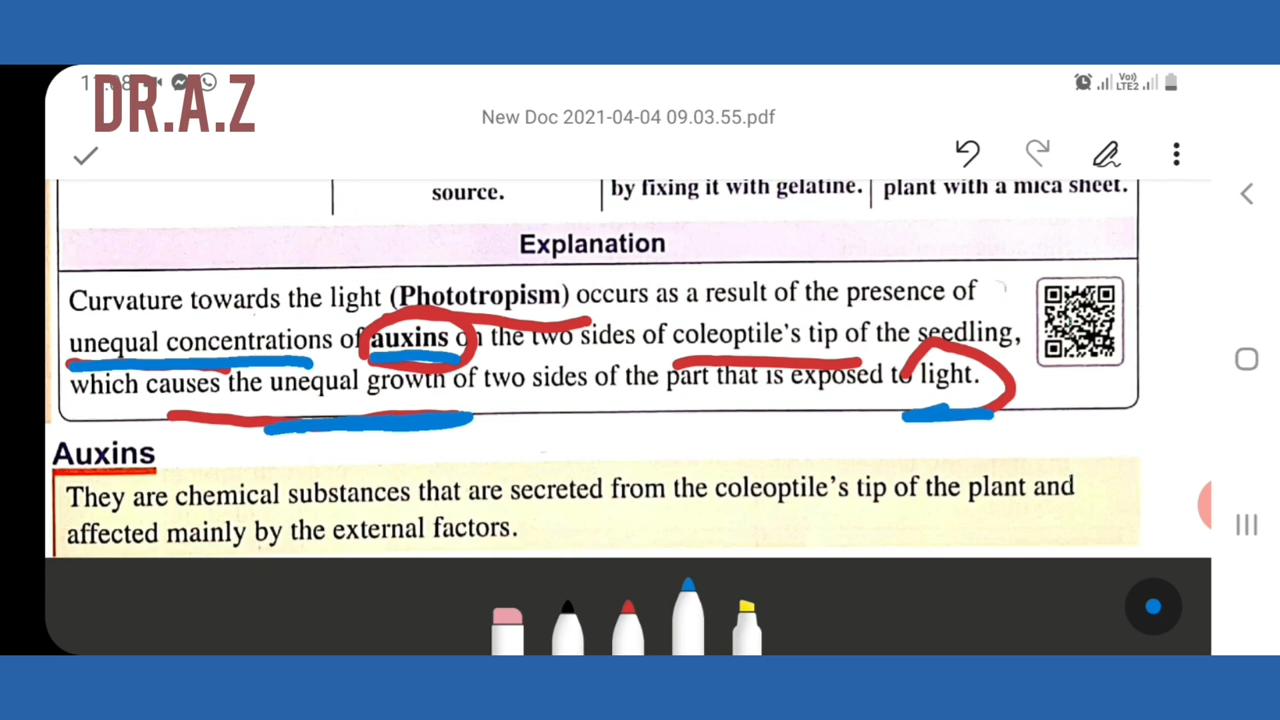 DR.A.Z
Voi)
LTE2
New Doc 2021-04-04 09.03.55.pdf
source.
by fixing it with gelatine.
plant with a mica sheet.
Explanation
Curvature towards the light (Phototropism) occurs as a result of the presence of
unequal concentrations of auxins on the two sides of coleoptile's tip of the seedling,
which causes the unequal growth of two sides of the part that is exposed to light.
Auxins
They are chemical substances that are secreted from the coleoptile's tip of the plant and
affected mainly by the external factors.